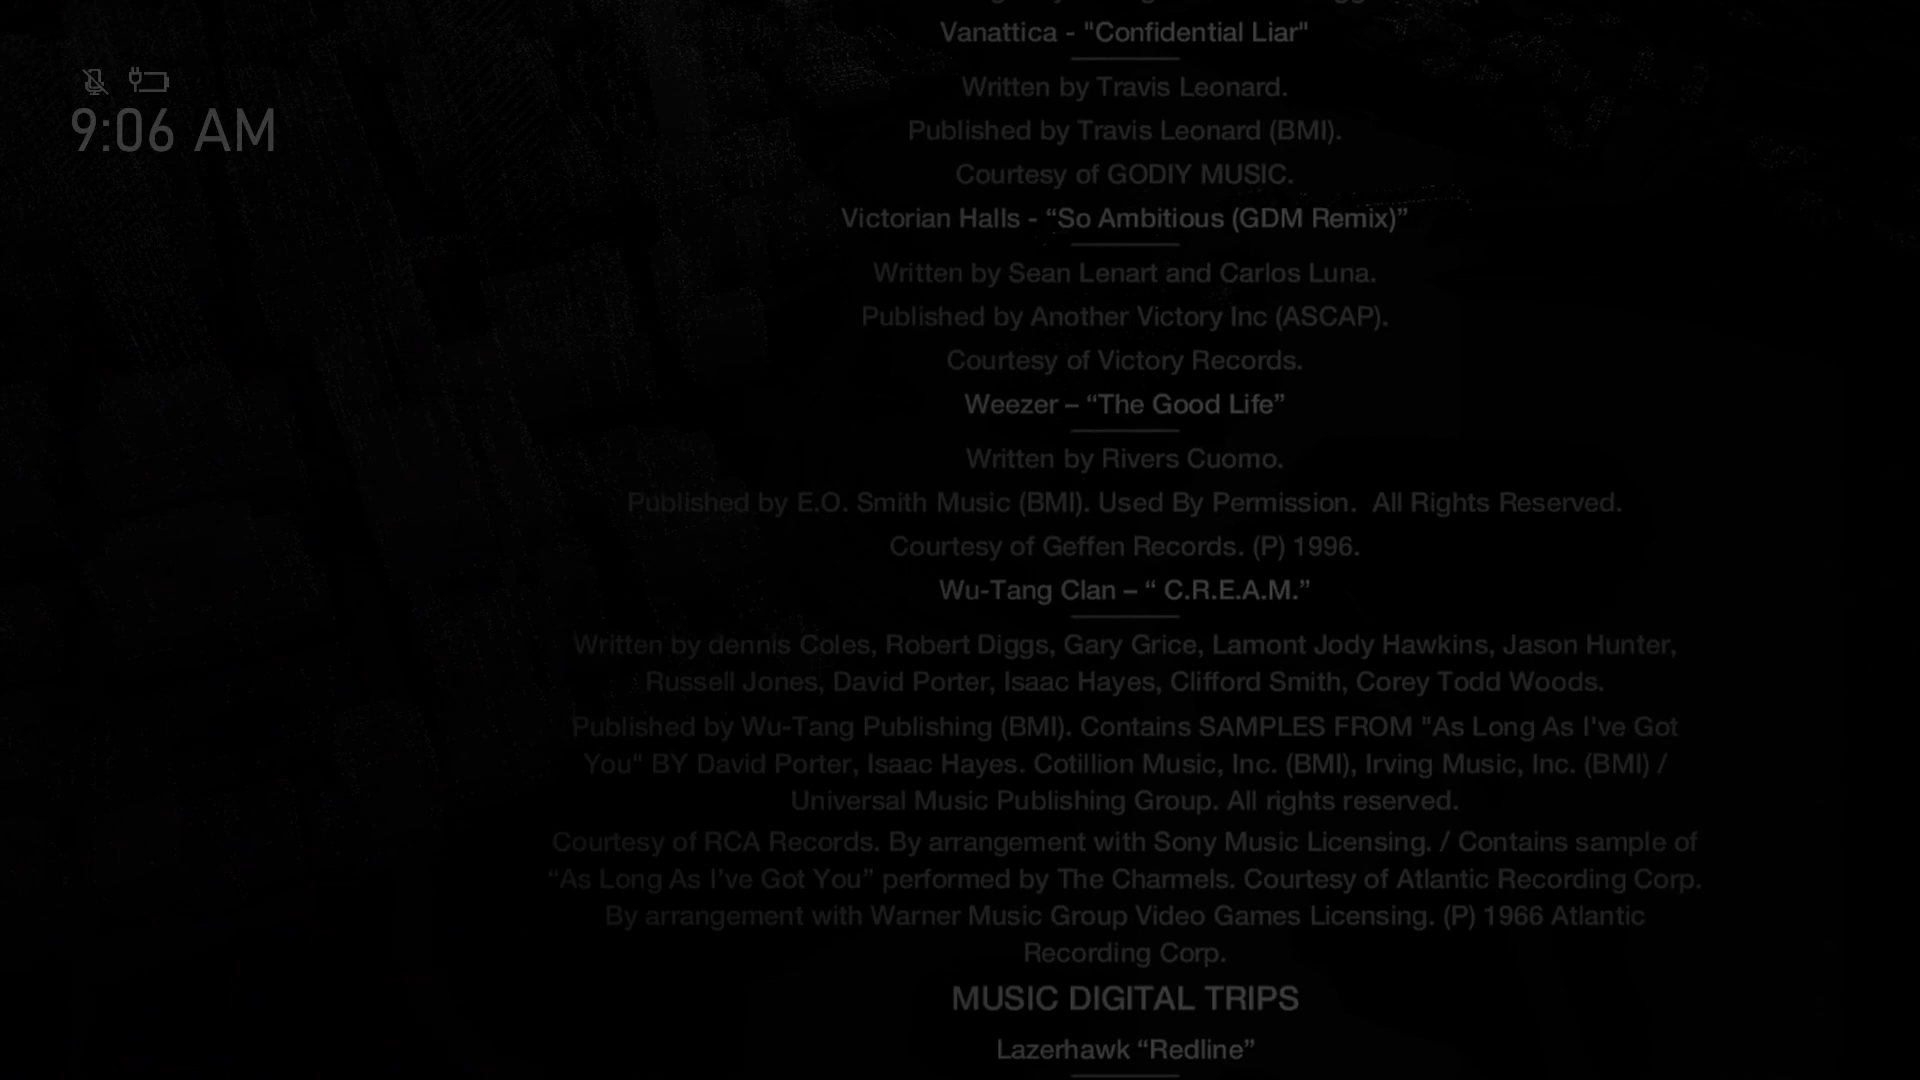 Vanattica - "Confidential Liar"
9:06 AM
Written by Travis Leonard.
Published by Travis Leonard (BMI).
Courtesy of GODIY MUSIC.
Victorian Halls - “So Ambitious (GDM Remix)”
Written by Sean Lenart and Carlos Luna.
Published by Another Victory Inc (ASCAP).
Courtesy of Victory Records.
Weezer – “The Good Life”
Written by Rivers Cuomo.
Published by E.O. Smith Music (BMI). Used By Permission.  All Rights Reserved.
Courtesy of Geffen Records. (P) 1996.
Wu-Tang Clan – “ C.R.E.A.M.”
Written by dennis Coles, Robert Diggs, Gary Grice, Lamont Jody Hawkins, Jason Hunter,
Russell Jones, David Porter, Isaac Hayes, Clifford Smith, Corey Todd Woods.
Published by Wu-Tang Publishing (BMI). Contains SAMPLES FROM "As Long As I've Got
You" BY David Porter, Isaac Hayes. Cotillion Music, Inc. (BMI), Irving Music, Inc. (BMI) /
Universal Music Publishing Group. All rights reserved.
Courtesy of RCA Records. By arrangement with Sony Music Licensing. / Contains sample of
“As Long As I’ve Got You” performed by The Charmels. Courtesy of Atlantic Recording Corp.
By arrangement with Warner Music Group Video Games Licensing. (P) 1966 Atlantic
Recording Corp.
MUSIC DIGITAL TRIPS
Lazerhawk “Redline”